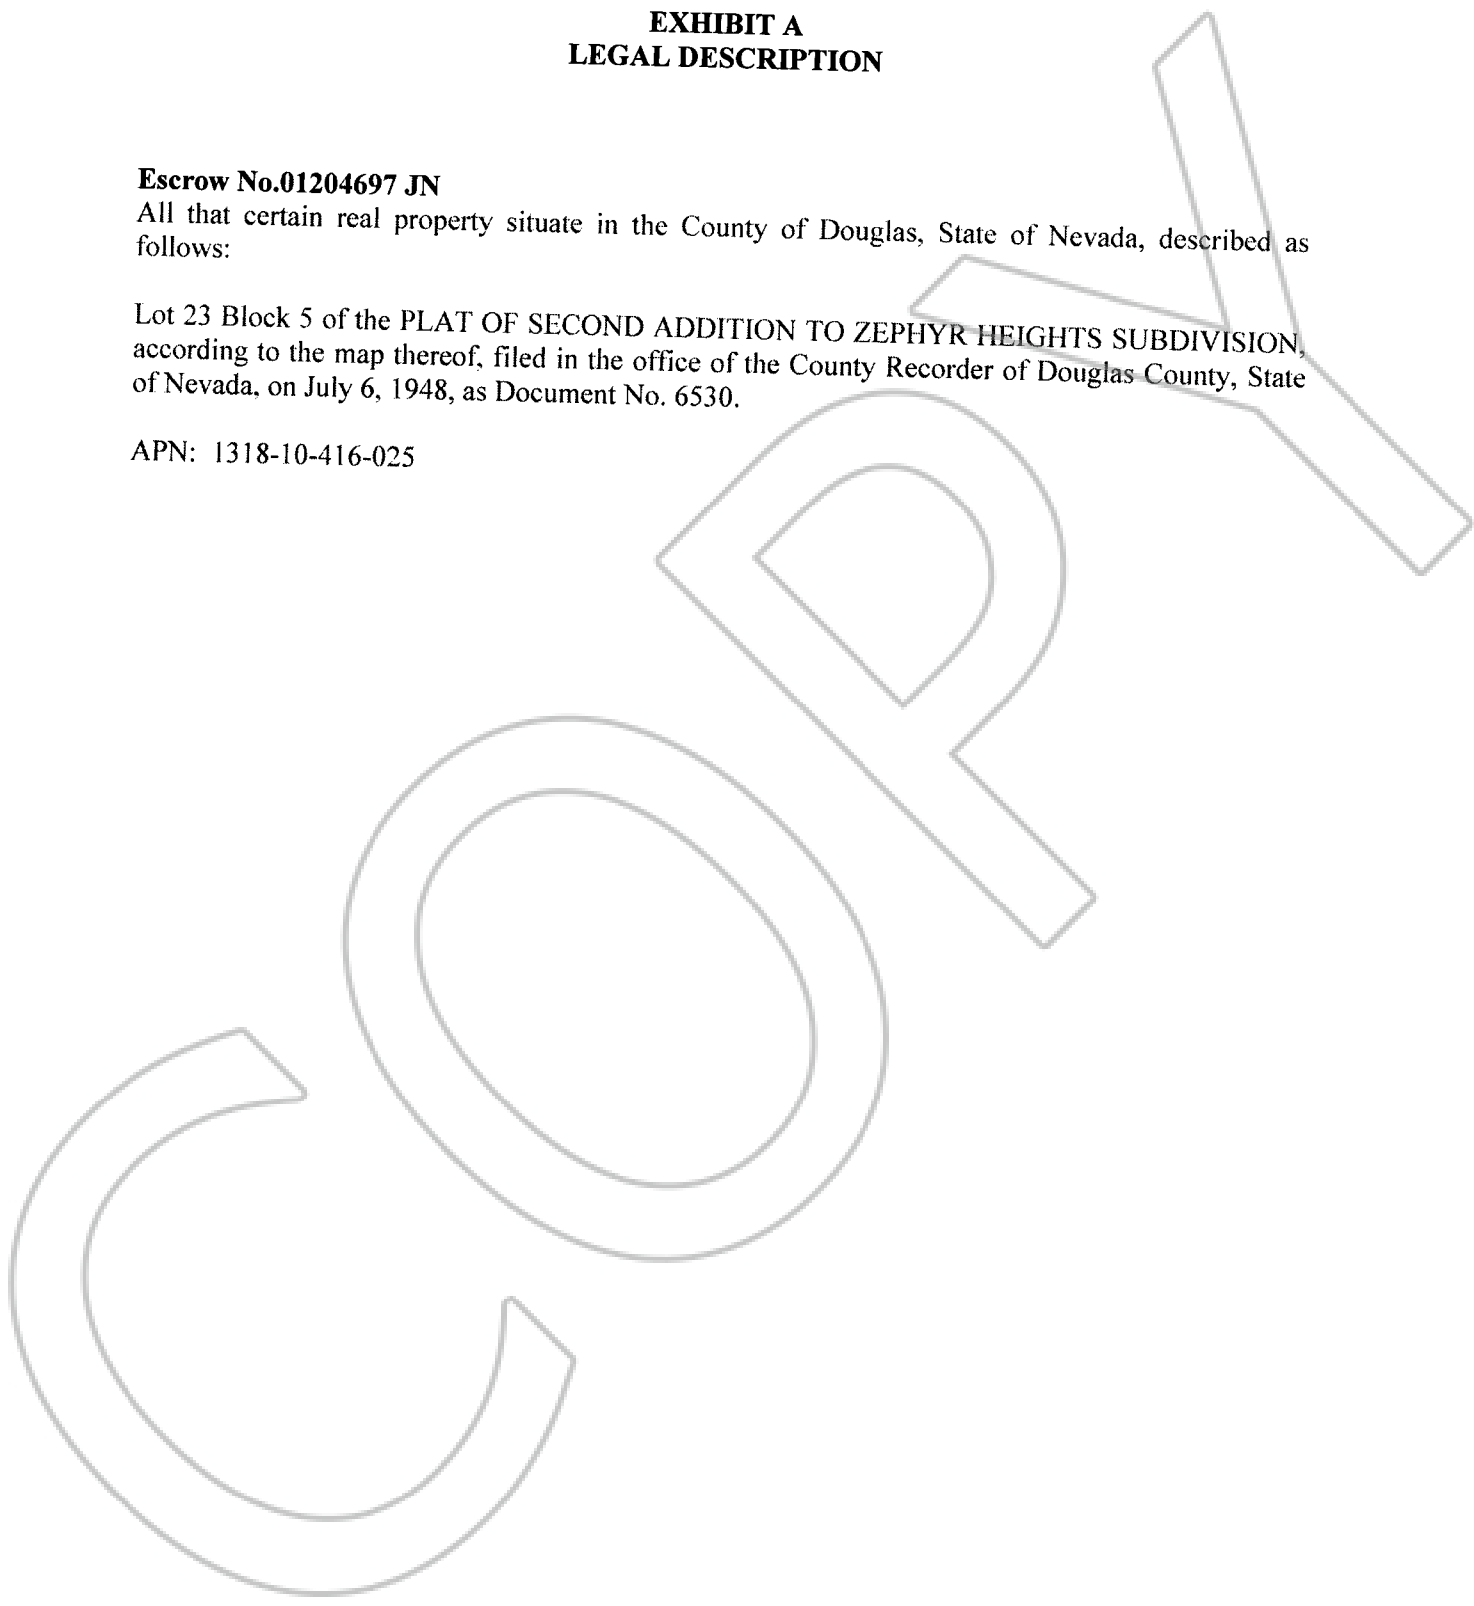 EXHIBIT A
LEGAL DESCRIPTION
Escrow No.01204697 JN
All that certain real property situate in the County of Douglas, State of Nevada, described as
follows:
Lot 23 Block 5 of the PLAT OF SECOND ADDITION TO ZEPHYR HEIGHTS SUBDIVISION,
according to the map thereof, filed in the office of the County Recorder of Douglas County, State
of Nevada, on July 6, 1948, as Document No. 6530.
APN: 1318-10-416-025
COPY